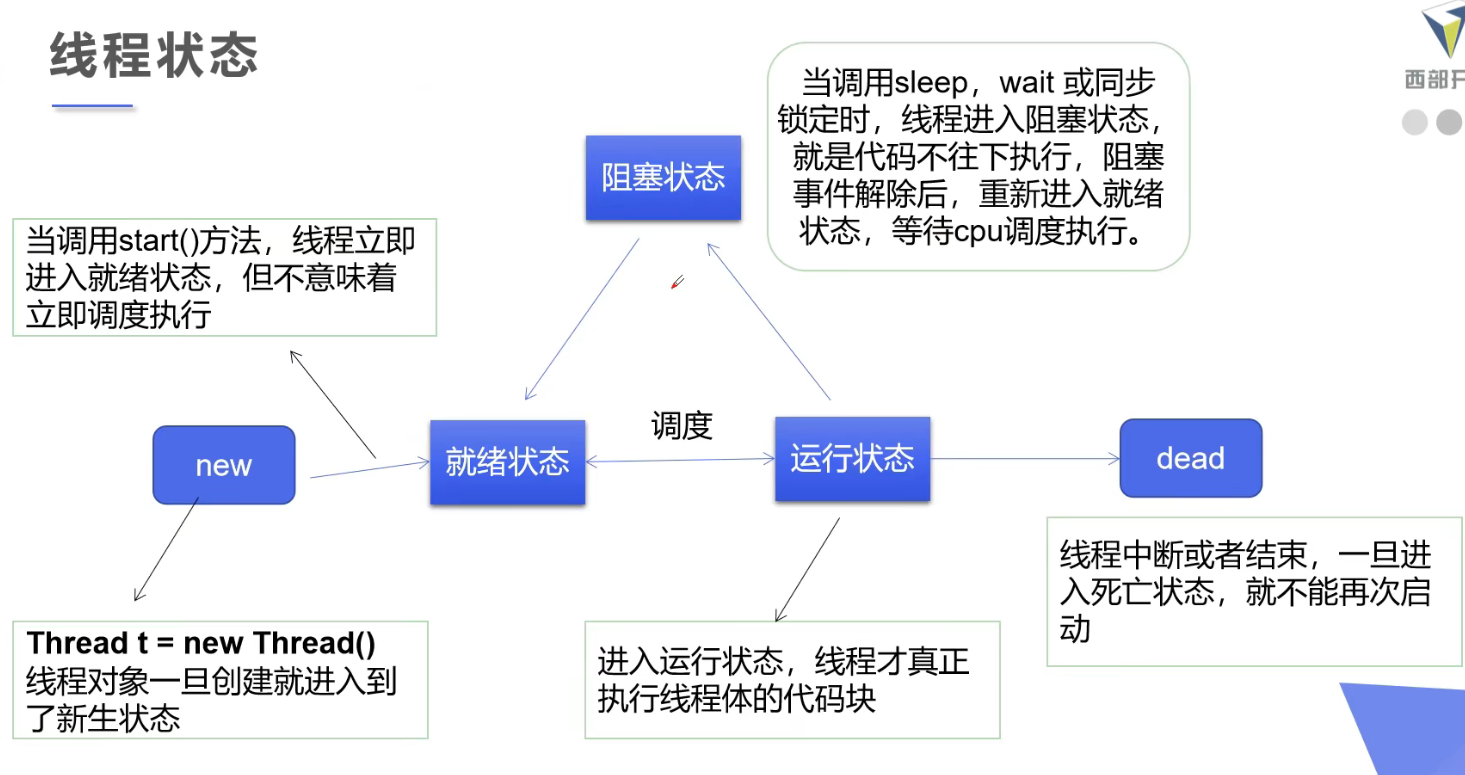 线程状态
西部开
当调用sleep，wait 或同步
锁定时，线程进入阻塞状态，
就是代码不往下执行，阻塞
事件解除后，重新进入就绪
状态，等待cpu调度执行。
阻塞状态
当调用start()方法，线程立即
进入就绪状态，但不意味着
立即调度执行
new
就绪状态
调度
运行状态
dead
Thread t = new Thread()
线程对象一旦创建就进入到
了新生状态
进入运行状态，线程才真正
执行线程体的代码块
线程中断或者结束，一旦进
入死亡状态，就不能再次启
动